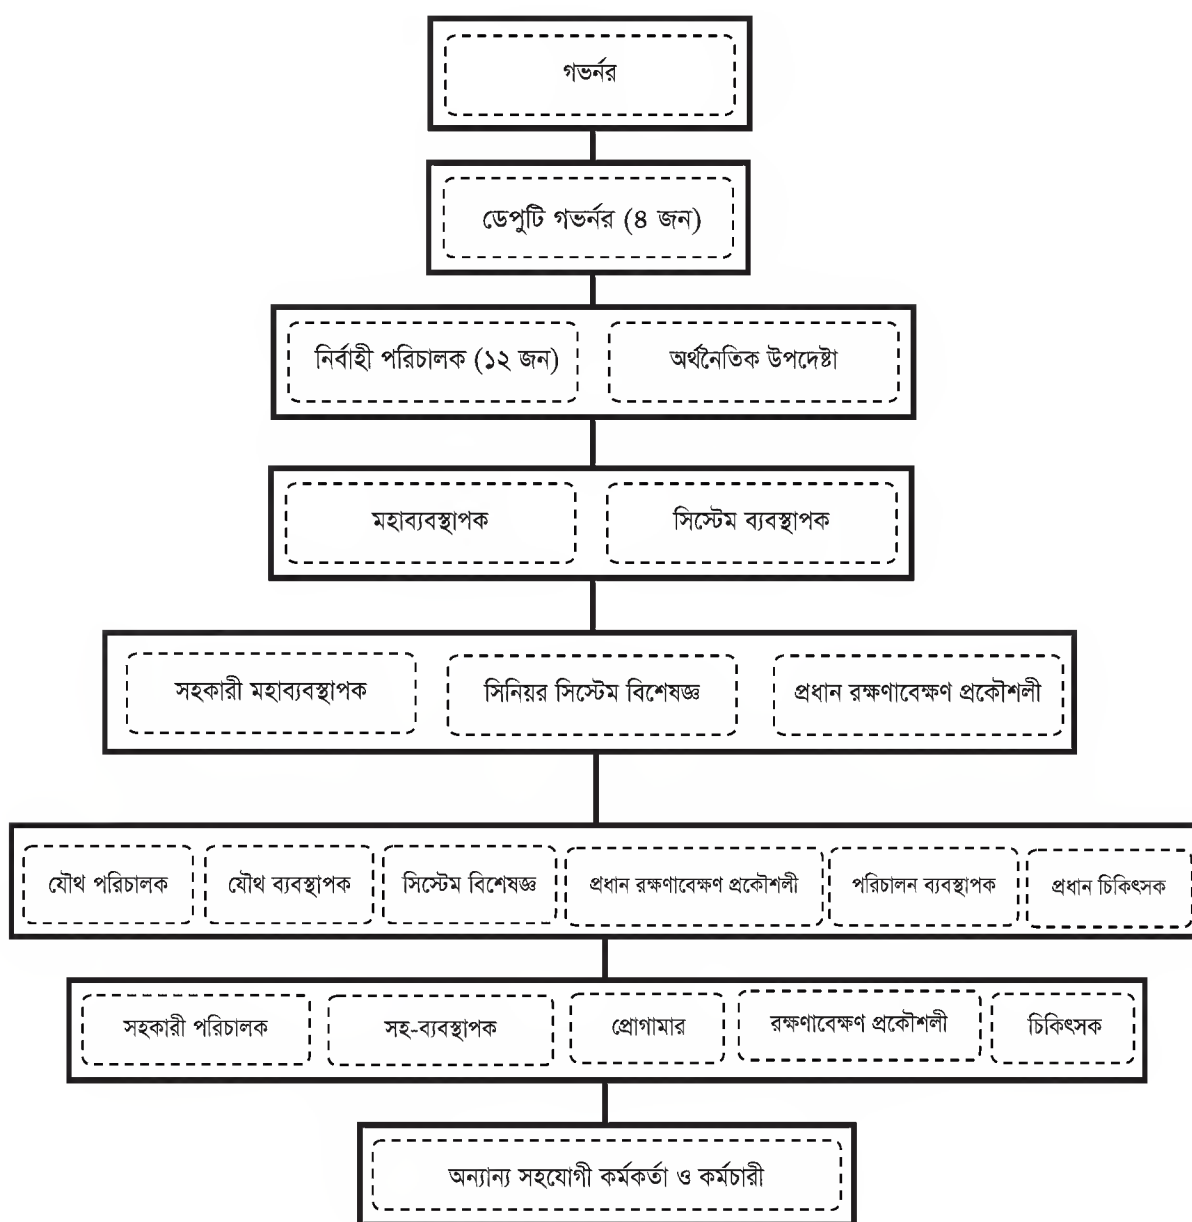 গভর্নর
ডেপুটি গভর্নর (৪ জন)
নির্বাহী পরিচালক (১২ জন)
অর্থনৈতিক উপদেষ্টা
মহাব্যবস্থাপক
সিস্টেম ব্যবস্থাপক
সহকারী মহাব্যবস্থাপক
সিনিয়র সিস্টেম বিশেষজ্ঞ
প্রধান রক্ষণাবেক্ষণ প্রকৌশলী
যৌথ পরিচালক
যৌথ ব্যবস্থাপক
সিস্টেম বিশেষজ্ঞ
প্রধান রক্ষণাবেক্ষণ প্রকৌশলী
পরিচালন ব্যবস্থাপক
প্রধান চিকিৎসক
সহকারী পরিচালক
সহ-ব্যবস্থাপক
প্রোগামার
রক্ষণাবেক্ষণ প্রকৌশলী
চিকিৎসক
অন্যান্য সহযোগী কর্মকর্তা ও কর্মচারী